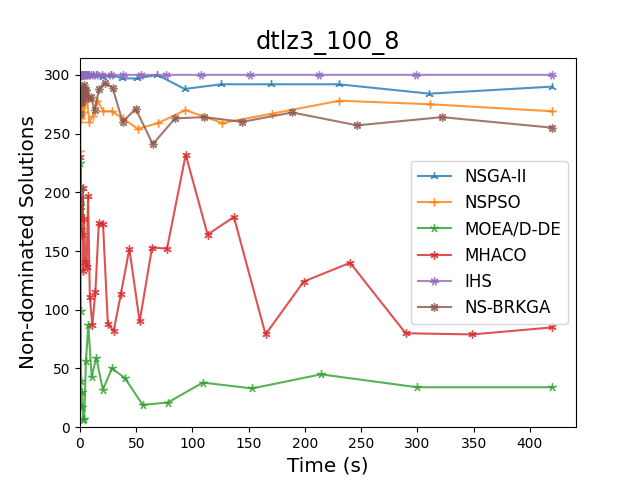 dtlz3_100_8
Non-dominated Solutions
300
250
200
150
100
50
0
NSGA-II
NSPSO
MOEA/D-DE
MHACO
IHS
NS-BRKGA
0 50 100 150 200 250 300 350 400
Time (s)